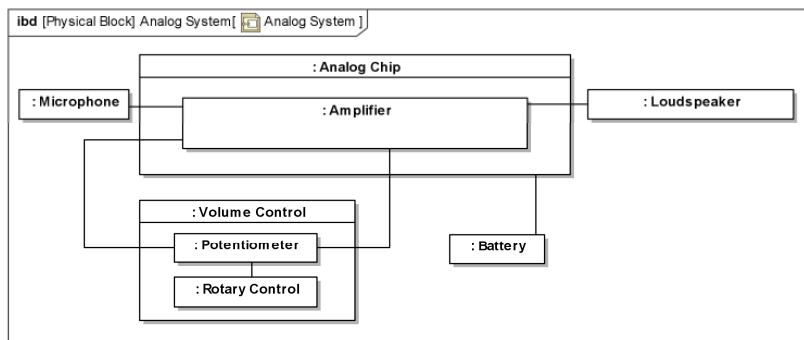 ibd [Physical Block] Analog System[ Analog System ]
: Analog Chip
: Microphone
: Amplifier
: Loudspeaker
: Volume Control
: Potentiometer
: Battery
: Rotary Control